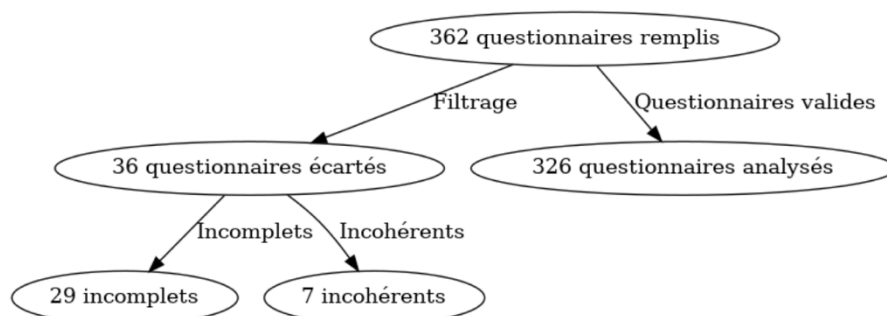 362 questionnaires remplis
Filtrage
Questionnaires valides
36 questionnaires écartés
326 questionnaires analysés
Incomplets
Incohérents
29 incomplets
7 incohérents